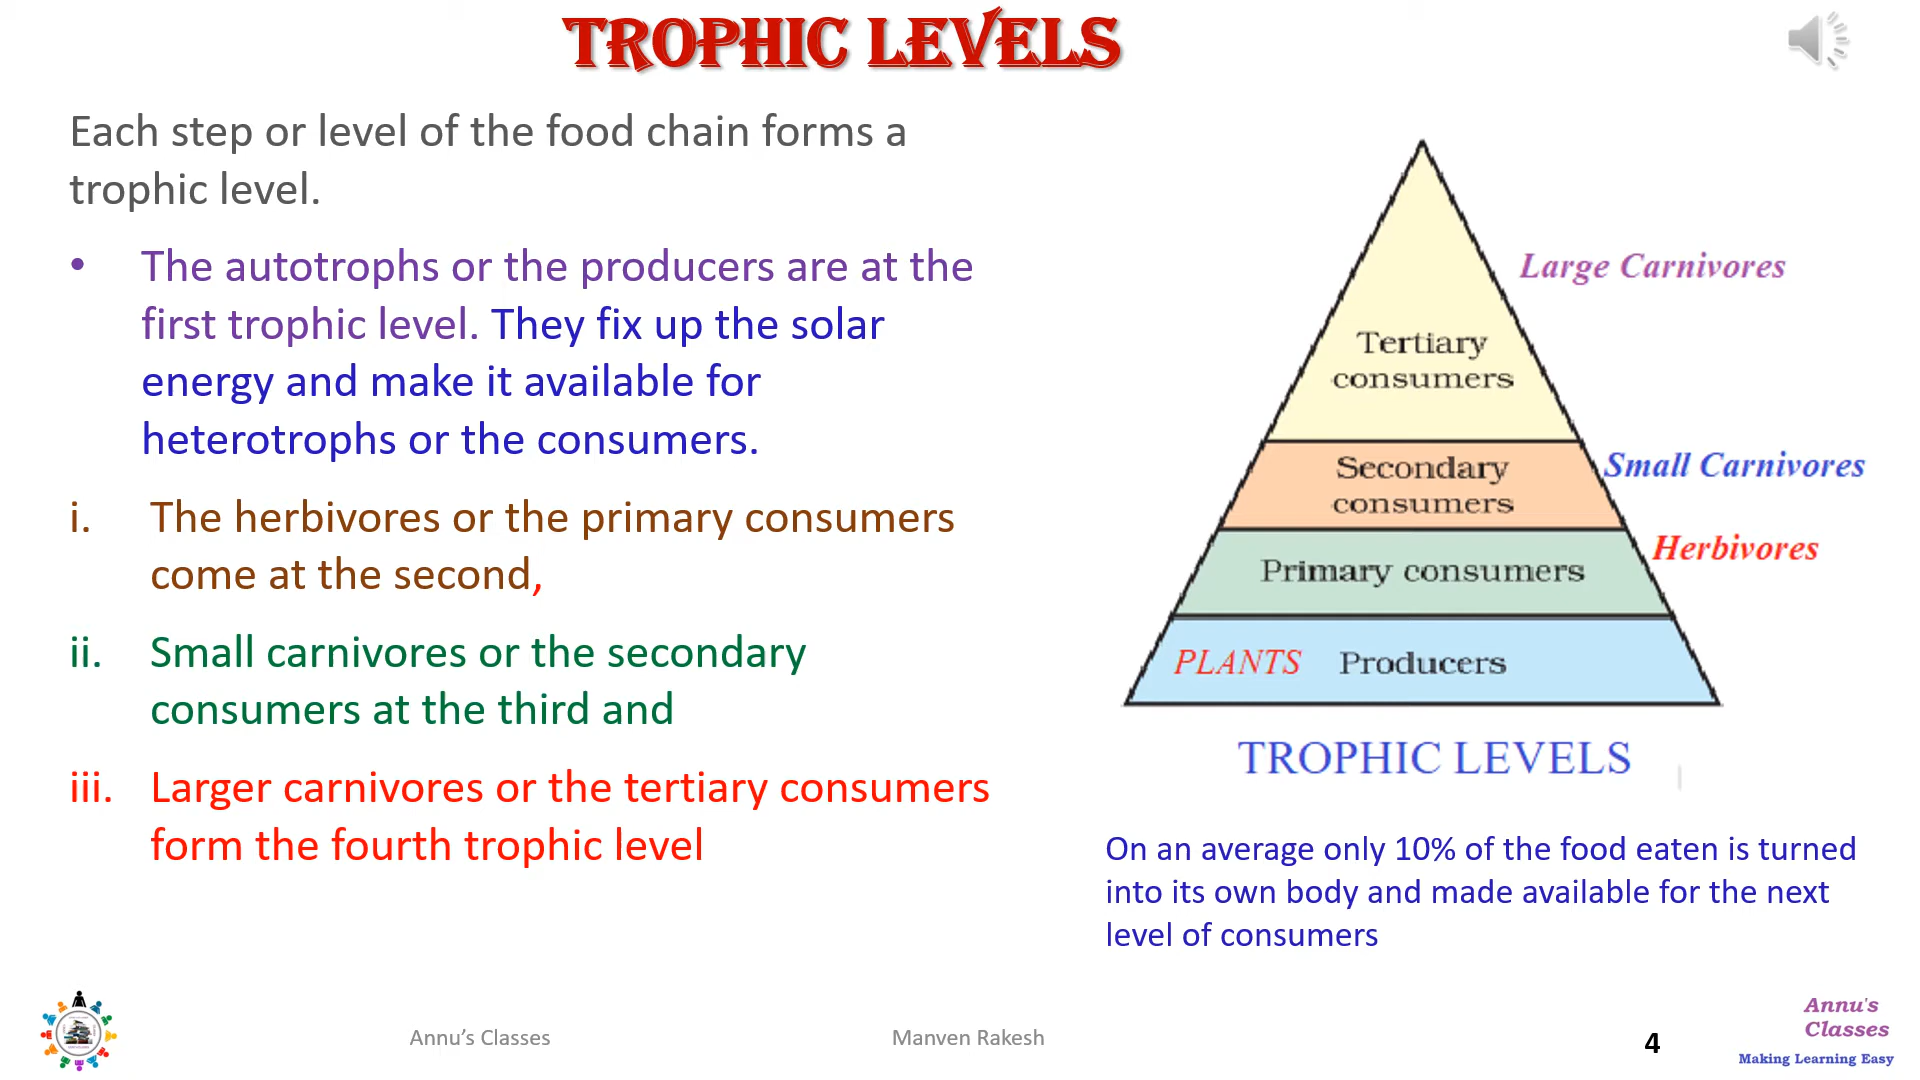 TROPHIC LEVELS
Each step or level of the food chain forms a
trophic level.
• The autotrophs or the producers are at the
first trophic level. They fix up the solar
energy and make it available for
heterotrophs or the consumers.
i. The herbivores or the primary consumers
come at the second,
ii. Small carnivores or the secondary
consumers at the third and
iii. Larger carnivores or the tertiary consumers
form the fourth trophic level
Large Carnivores
Tertiary
consumers
Small Carnivores
Secondary
consumers
Herbivores
Primary consumers
PLANTS Producers
TROPHIC LEVELS
On an average only 10% of the food eaten is turned
into its own body and made available for the next
level of consumers
Annu’s Classes
Manven Rakesh
4
Annu's
Classes
Making Learning Easy